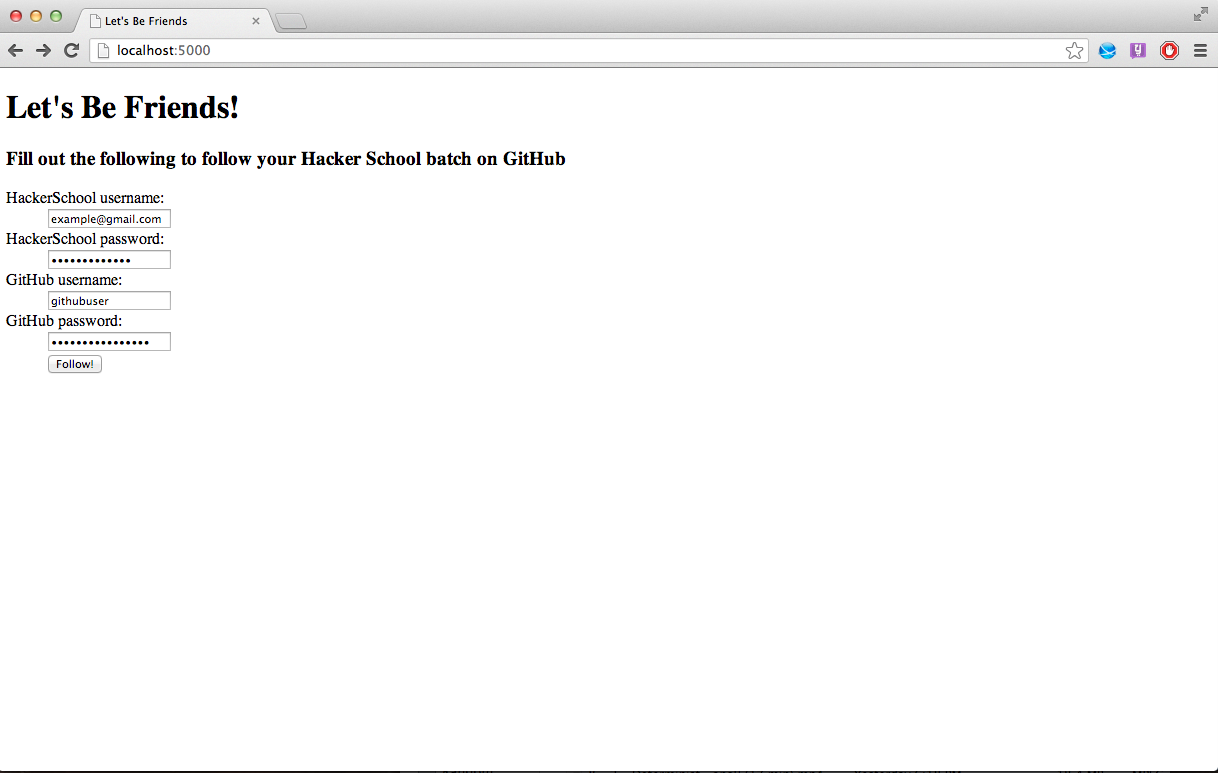 Let's Be Friends
localhost:5000
Let's Be Friends!
Fill out the following to follow your Hacker School batch on GitHub
HackerSchool username:
example@gmail.com
HackerSchool password:
•••••••••••••
GitHub username:
githubuser
GitHub password:
••••••••••••••••
Follow!